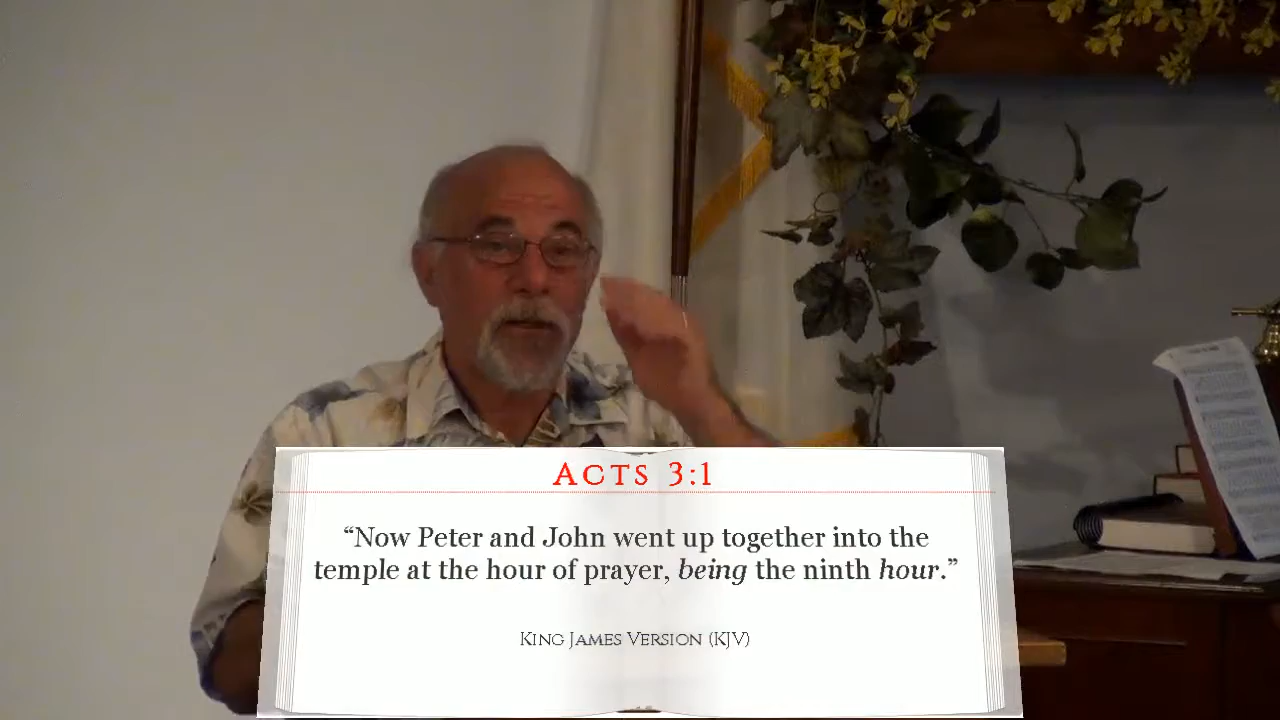 Acts 3:1
“Now Peter and John went up together into the
temple at the hour of prayer, being the ninth hour.”
King James Version (KJV)